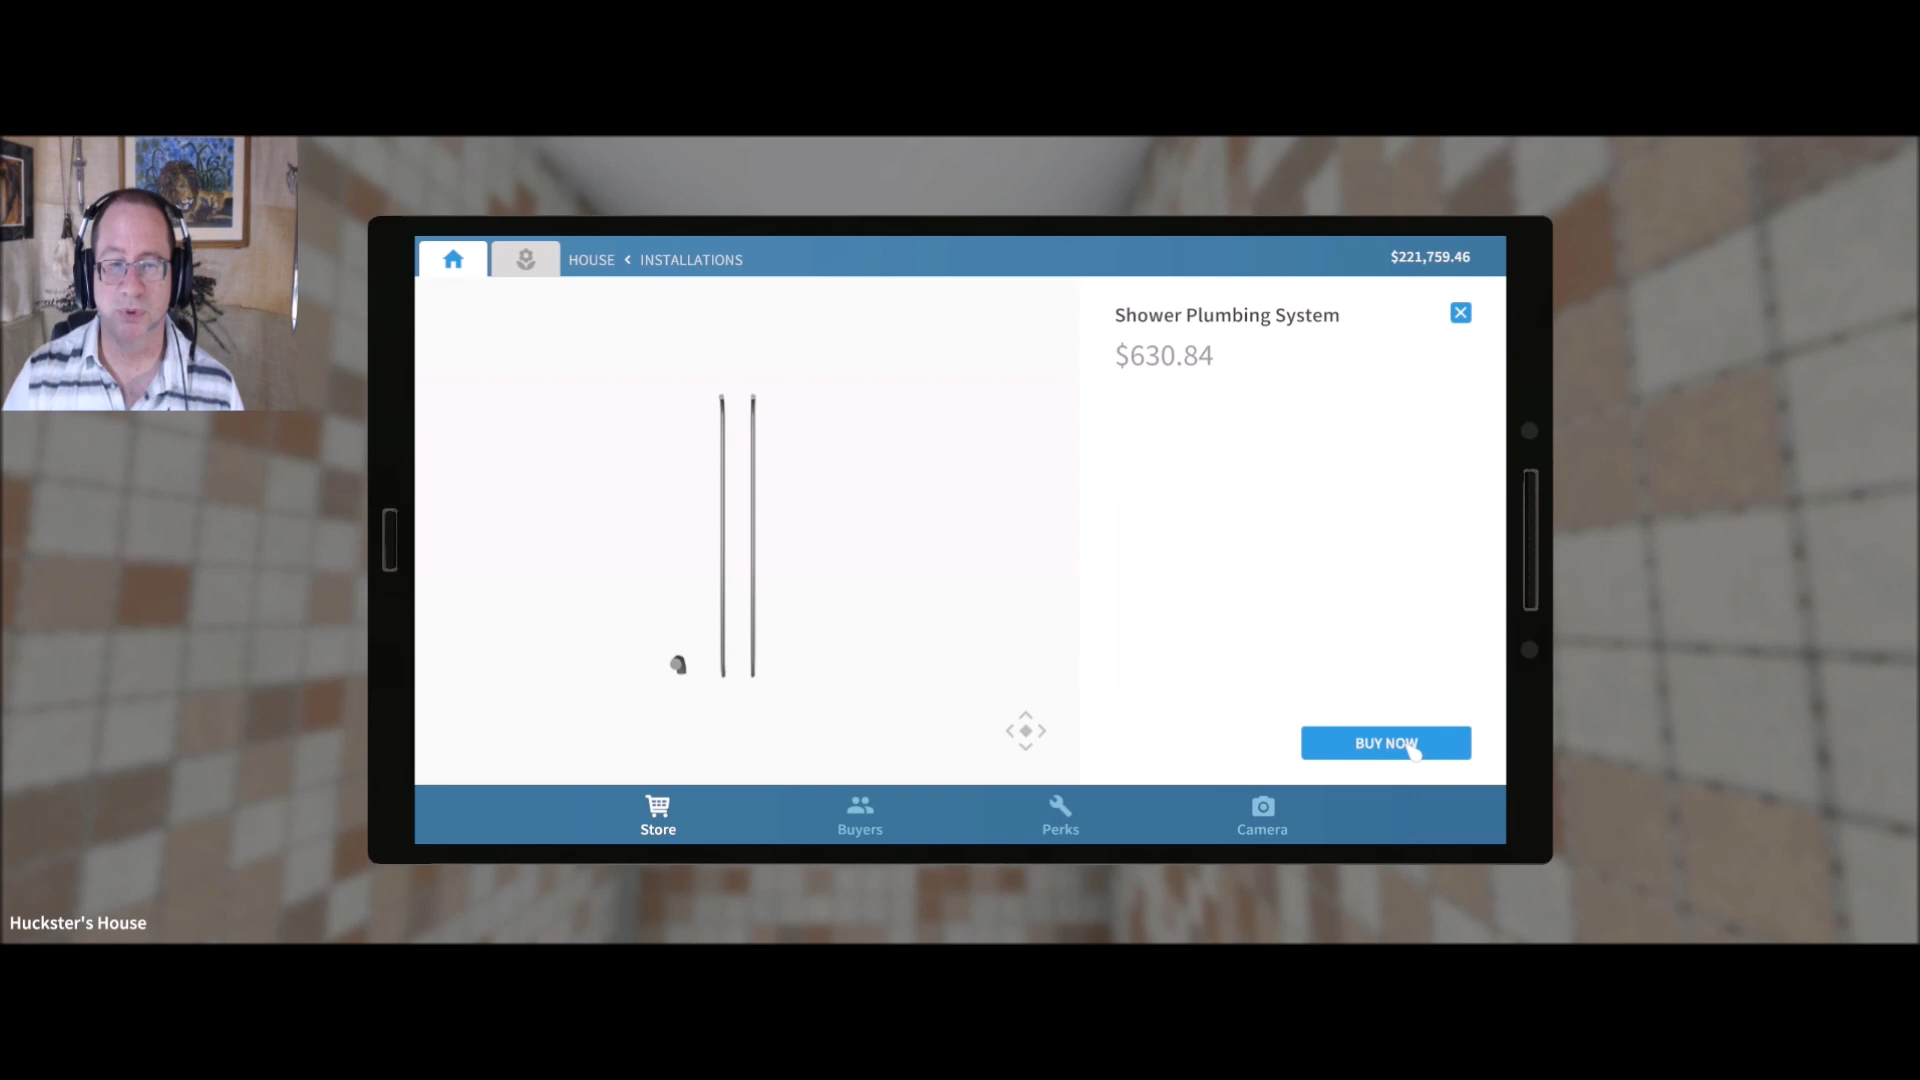 HOUSE < INSTALLATIONS
$221,759.46
Shower Plumbing System
$630.84
BUY NOW
Store
Buyers
Perks
Camera
Huckster's House